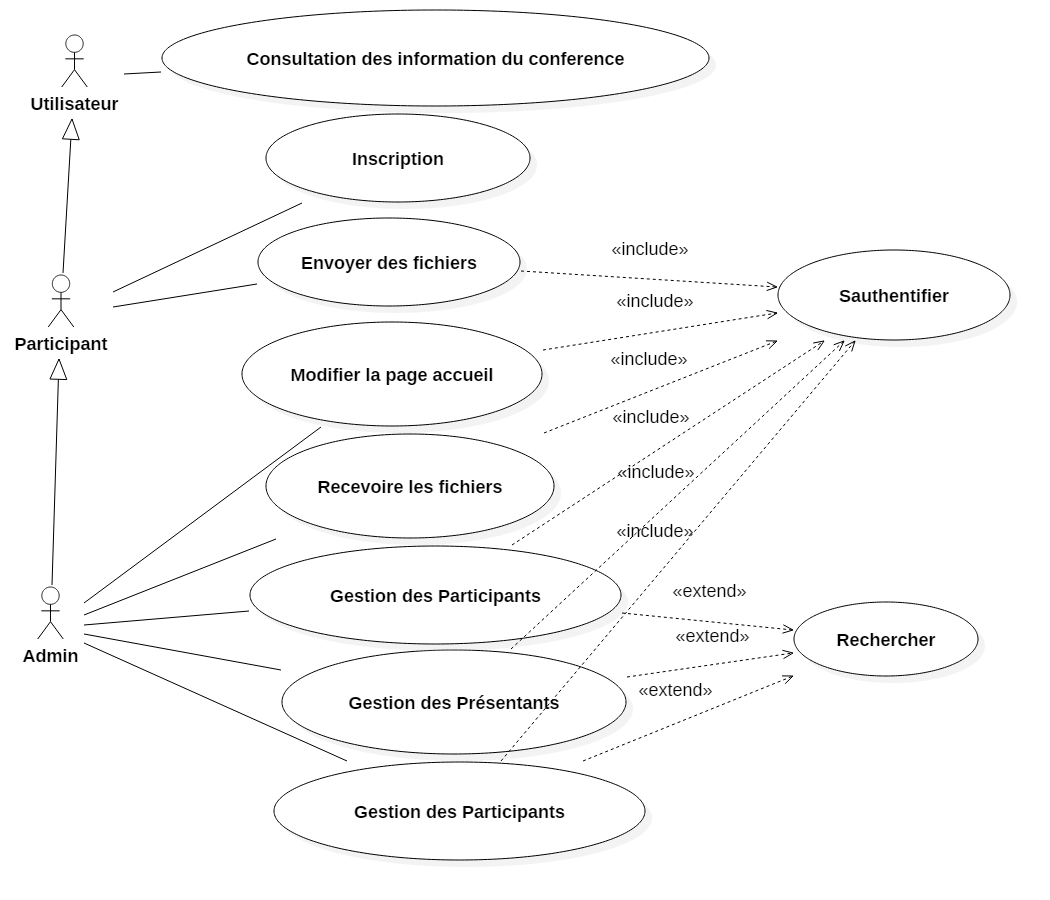 Consultation des information du conference
Utilisateur
Inscription
«include»
Envoyer des fichiers
Sauthentifier
«include»
Participant
«include»
Modifier la page accueil
«include»
«include»
Recevoire les fichiers
«include»
«extend»
Gestion des Participants
«extend»
Rechercher
Admin
«extend»
Gestion des Présentants
Gestion des Participants